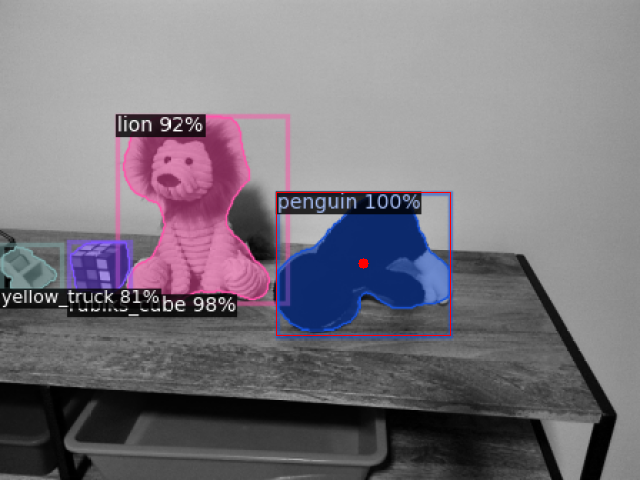 lion 92%
penguin 100%
yellow_truck 81%
rubiks_cube 98%